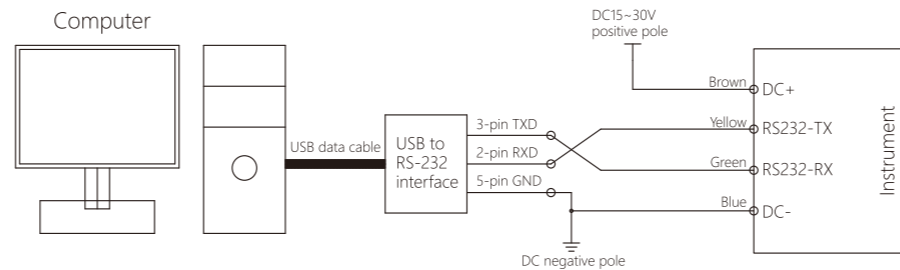 Computer
DC15~30V
positive pole
Brown
DC+
USB data cable
USB to
RS-232
interface
3-pin TXD
2-pin RXD
5-pin GND
Yellow
RS232-TX
Green
RS232-RX
Blue
DC-
Instrument
DC negative pole